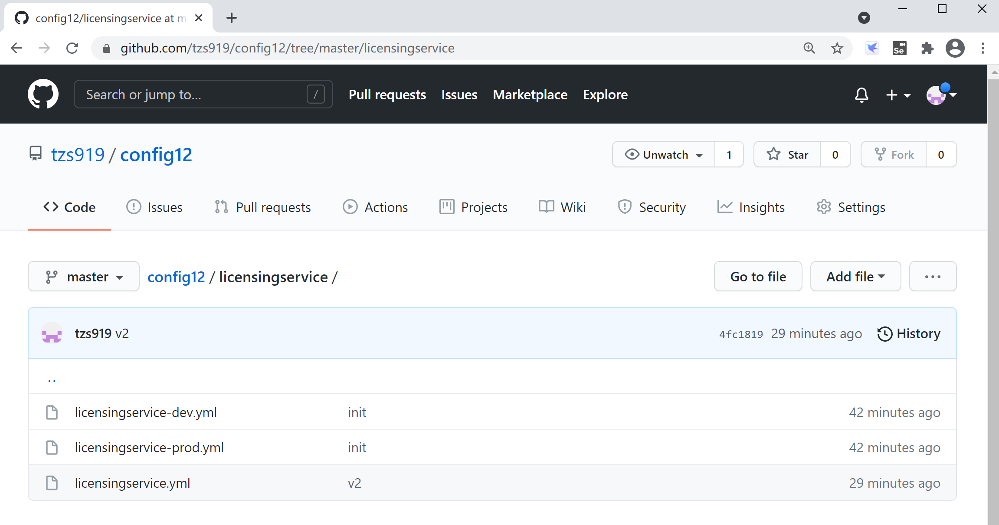 config12/licensingservice at m
github.com/tzs919/config12/tree/master/licensingservice
Se
Search or jump to... /
Pull requests Issues Marketplace Explore
tzs919 / config12
Unwatch 1 Star 0 Fork 0
Code Issues Pull requests Actions Projects Wiki Security Insights Settings
master config12 / licensingservice / Go to file Add file ...
tzs919 v2 4fc1819 29 minutes ago History
..
licensingservice-dev.yml init 42 minutes ago
licensingservice-prod.yml init 42 minutes ago
licensingservice.yml v2 29 minutes ago